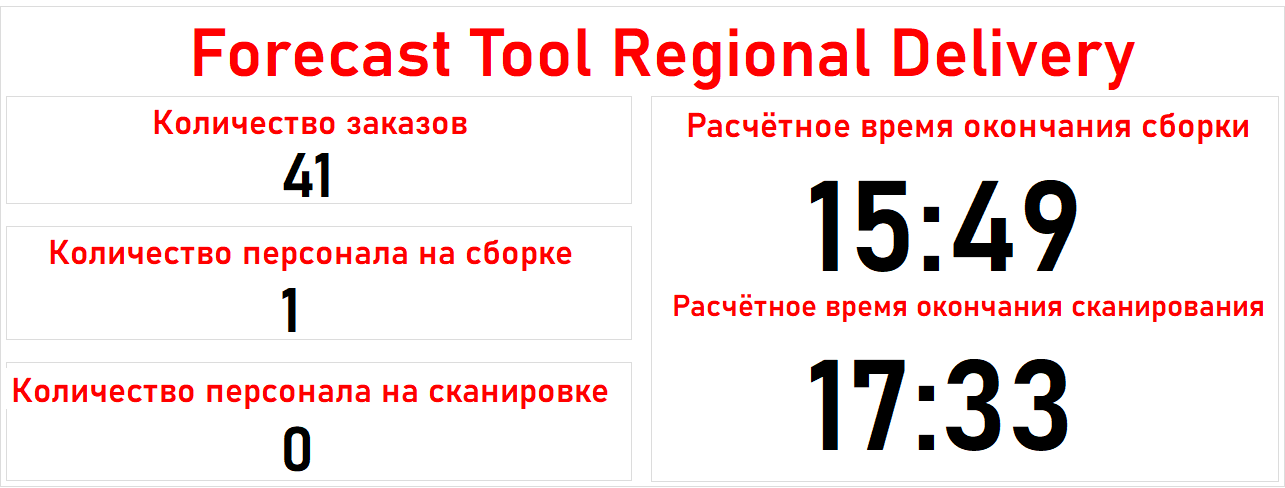 Forecast Tool Regional Delivery
Количество заказов
41
Количество персонала на сборке
1
Количество персонала на сканировке
0
Расчётное время окончания сборки
15:49
Расчётное время окончания сканирования
17:33